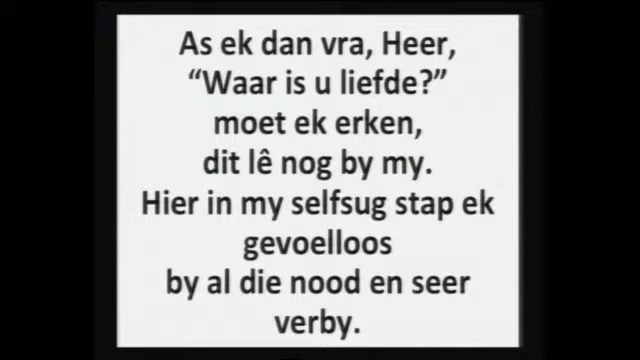 As ek dan vra, Heer,
“Waar is u liefde?”
moet ek erken,
dit lê nog by my.
Hier in my selfsug stap ek
gevoelloos
by al die nood en seer
verby.